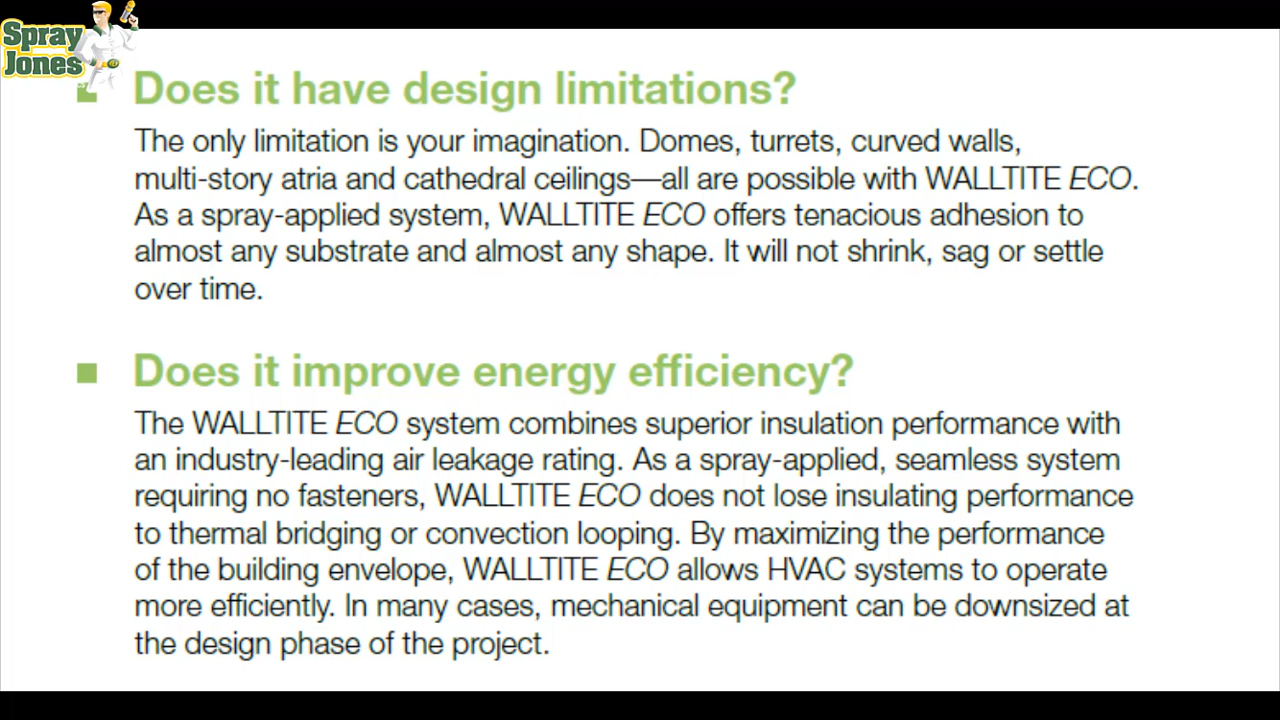 Spray
Jones
Does it have design limitations?
The only limitation is your imagination. Domes, turrets, curved walls,
multi-story atria and cathedral ceilings—all are possible with WALLTITE ECO.
As a spray-applied system, WALLTITE ECO offers tenacious adhesion to
almost any substrate and almost any shape. It will not shrink, sag or settle
over time.
Does it improve energy efficiency?
The WALLTITE ECO system combines superior insulation performance with
an industry-leading air leakage rating. As a spray-applied, seamless system
requiring no fasteners, WALLTITE ECO does not lose insulating performance
to thermal bridging or convection looping. By maximizing the performance
of the building envelope, WALLTITE ECO allows HVAC systems to operate
more efficiently. In many cases, mechanical equipment can be downsized at
the design phase of the project.